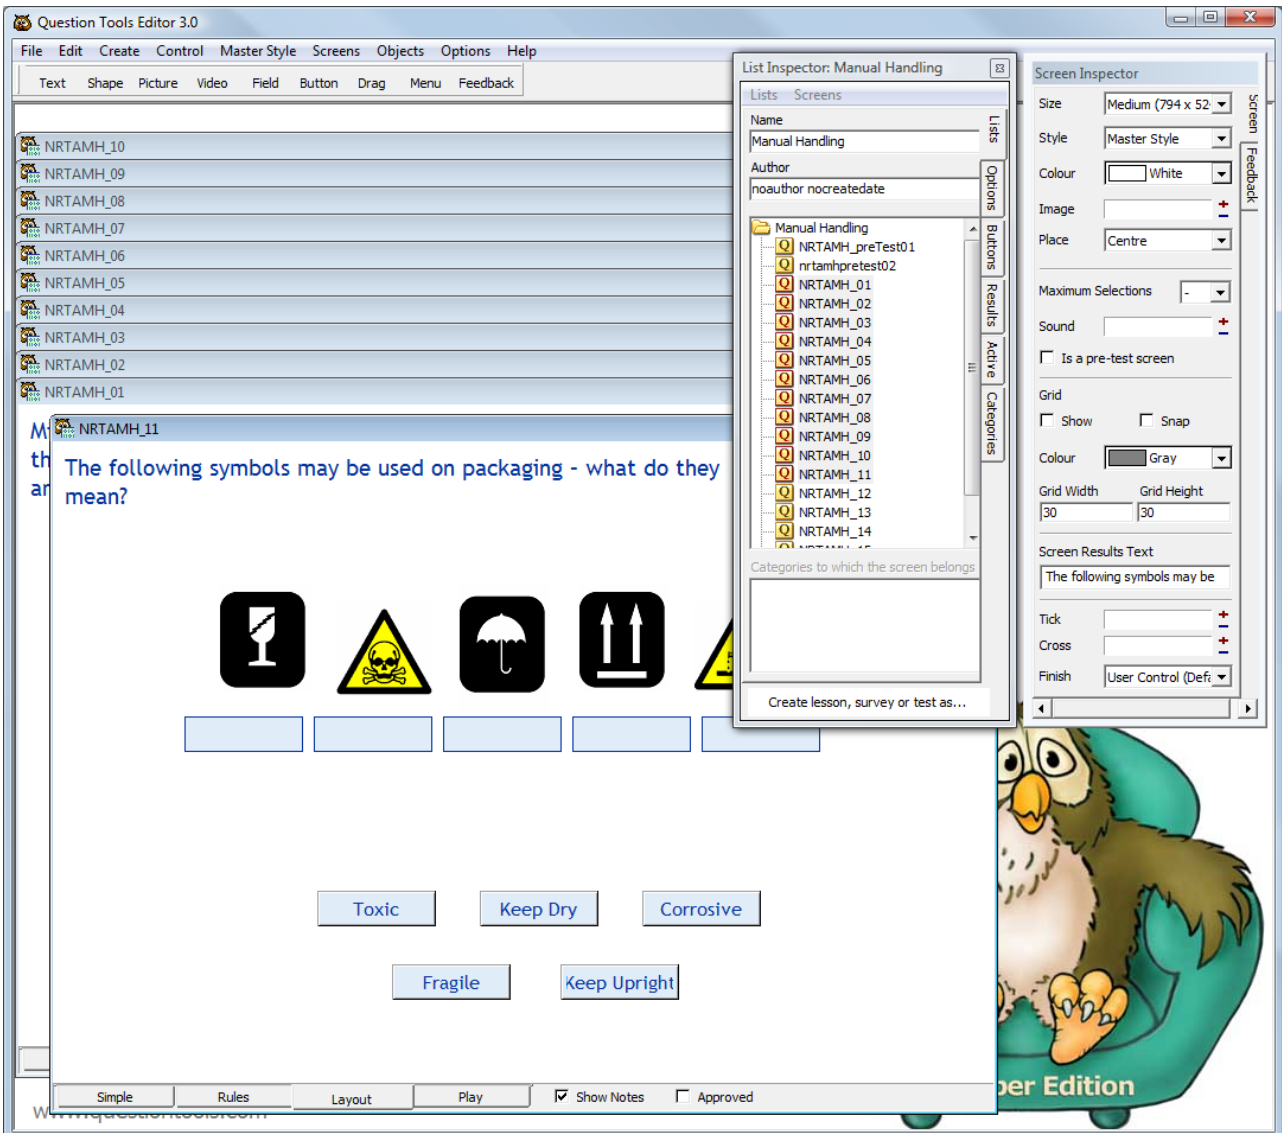 Question Tools Editor 3.0
File Edit Create Control Master Style Screens Objects Options Help
Text Shape Picture Video Field Button Drag Menu Feedback
NRTAMH_10
NRTAMH_09
NRTAMH_08
NRTAMH_07
NRTAMH_06
NRTAMH_05
NRTAMH_04
NRTAMH_03
NRTAMH_02
NRTAMH_01
NRTAMH_11
The following symbols may be used on packaging - what do they
mean?
Toxic Keep Dry Corrosive
Fragile Keep Upright
Simple Rules Layout Play Show Notes Approved
www.questiontools.com
List Inspector: Manual Handling
Lists Screens
Name
Manual Handling
Author
noauthor nocreatedate
Manual Handling
NRTAMH_preTest01
nrtamhpretest02
NRTAMH_01
NRTAMH_02
NRTAMH_03
NRTAMH_04
NRTAMH_05
NRTAMH_06
NRTAMH_07
NRTAMH_08
NRTAMH_09
NRTAMH_10
NRTAMH_11
NRTAMH_12
NRTAMH_13
NRTAMH_14
Categories to which the screen belongs
Create lesson, survey or test as...
Lists
Options
Buttons
Results
Active
Categories
Screen Inspector
Size Medium (794 x 52
Style Master Style
Colour White
Image
Place Centre
Maximum Selections -
Sound
Is a pre-test screen
Grid
Show Snap
Colour Gray
Grid Width Grid Height
30 30
Screen Results Text
The following symbols may be
Tick
Cross
Finish User Control (Defa
Screen
Feedback
per Edition